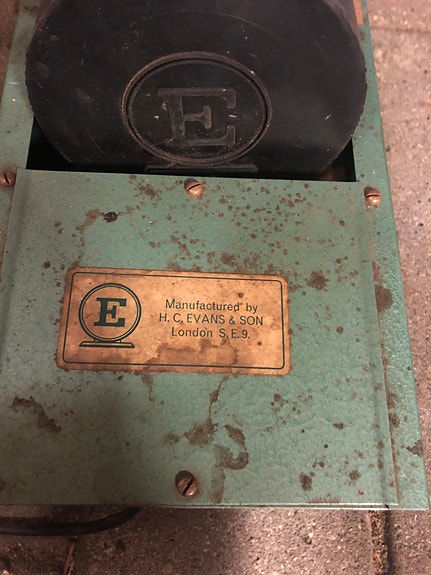 E
E
Manufactured by
H. C. EVANS & SON
London S.E.9.